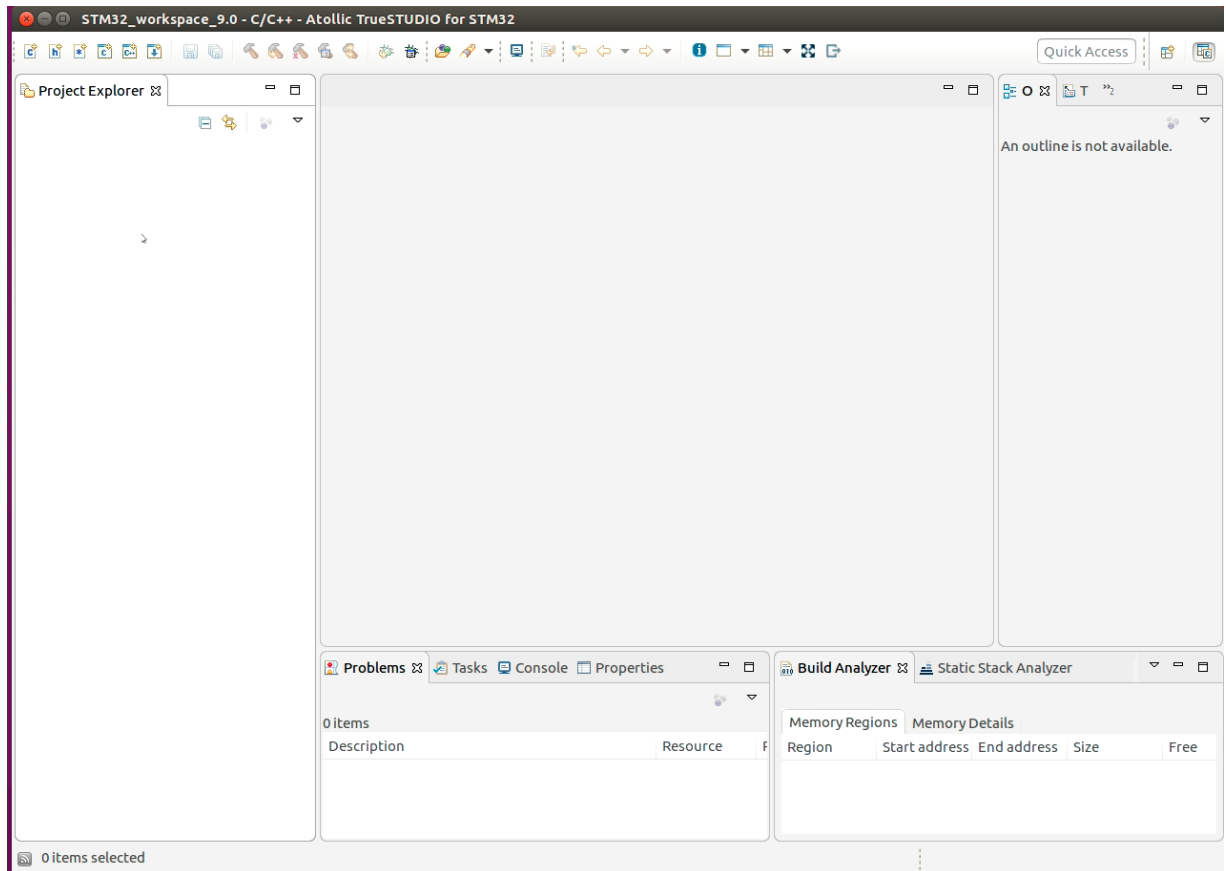 STM32_workspace_9.0 - C/C++ - Atollic TrueSTUDIO for STM32
Quick Access
Project Explorer
O T »2
An outline is not available.
Problems Tasks Console Properties
Build Analyzer Static Stack Analyzer
0 items
Memory Regions Memory Details
Description Resource
Region Start address End address Size Free
0 items selected